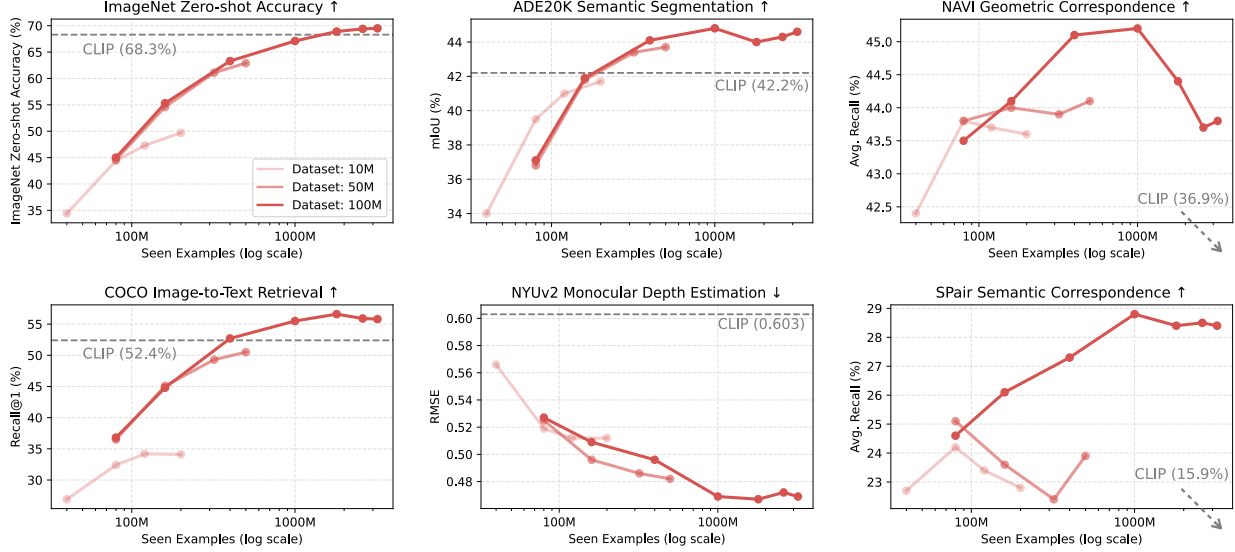 ImageNet Zero-shot Accuracy ↑
ImageNet Zero-shot Accuracy (%)
70
65
60
55
50
45
40
35
CLIP (68.3%)
Dataset: 10M
Dataset: 50M
Dataset: 100M
100M
1000M
Seen Examples (log scale)
ADE20K Semantic Segmentation ↑
mIoU (%)
44
42
40
38
36
34
CLIP (42.2%)
100M
1000M
Seen Examples (log scale)
NAVI Geometric Correspondence ↑
Avg. Recall (%)
45.0
44.5
44.0
43.5
43.0
42.5
CLIP (36.9%)
100M
1000M
Seen Examples (log scale)
COCO Image-to-Text Retrieval ↑
Recall@1 (%)
55
50
45
40
35
30
CLIP (52.4%)
100M
1000M
Seen Examples (log scale)
NYUv2 Monocular Depth Estimation ↓
RMSE
0.60
0.58
0.56
0.54
0.52
0.50
0.48
CLIP (0.603)
100M
1000M
Seen Examples (log scale)
SPair Semantic Correspondence ↑
Avg. Recall (%)
29
28
27
26
25
24
23
CLIP (15.9%)
100M
1000M
Seen Examples (log scale)